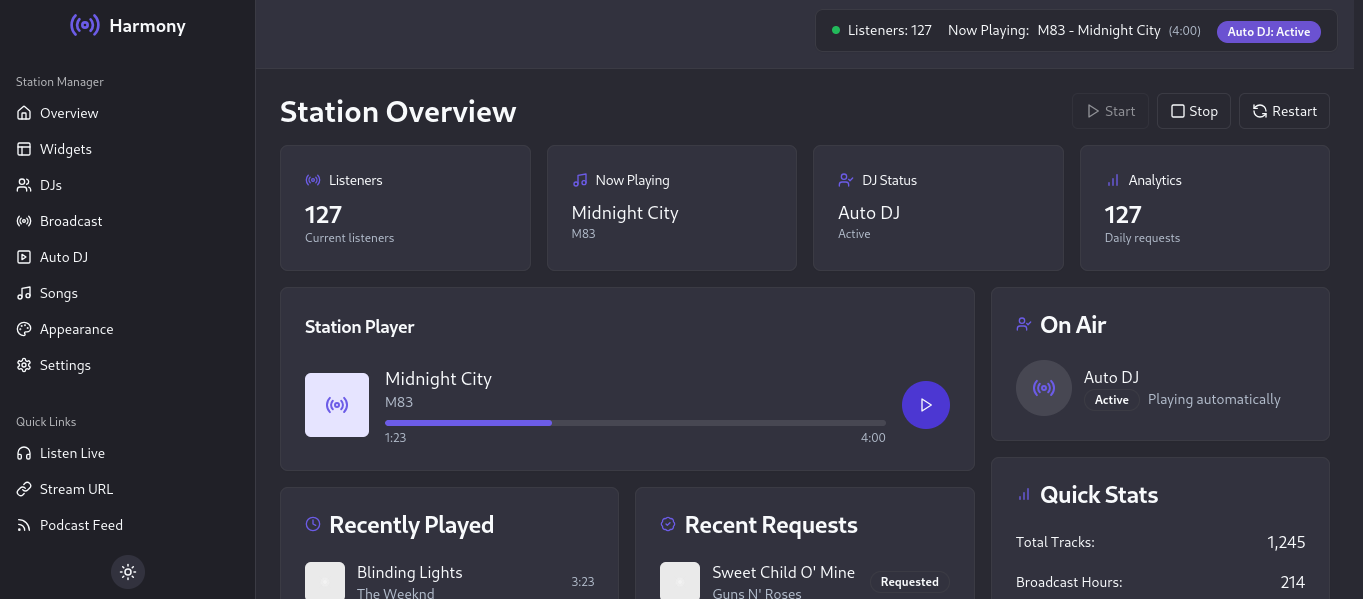 Harmony
Listeners: 127 Now Playing: M83 - Midnight City (4:00) Auto DJ: Active
Station Manager
Overview
Widgets
DJs
Broadcast
Auto DJ
Songs
Appearance
Settings
Quick Links
Listen Live
Stream URL
Podcast Feed
Station Overview
Start Stop Restart
Listeners
127
Current listeners
Now Playing
Midnight City
M83
DJ Status
Auto DJ
Active
Analytics
127
Daily requests
Station Player
Midnight City
M83
1:23 4:00
On Air
Auto DJ
Active Playing automatically
Recently Played
Blinding Lights 3:23
The Weeknd
Recent Requests
Sweet Child O' Mine Requested
Guns N' Roses
Quick Stats
Total Tracks: 1,245
Broadcast Hours: 214